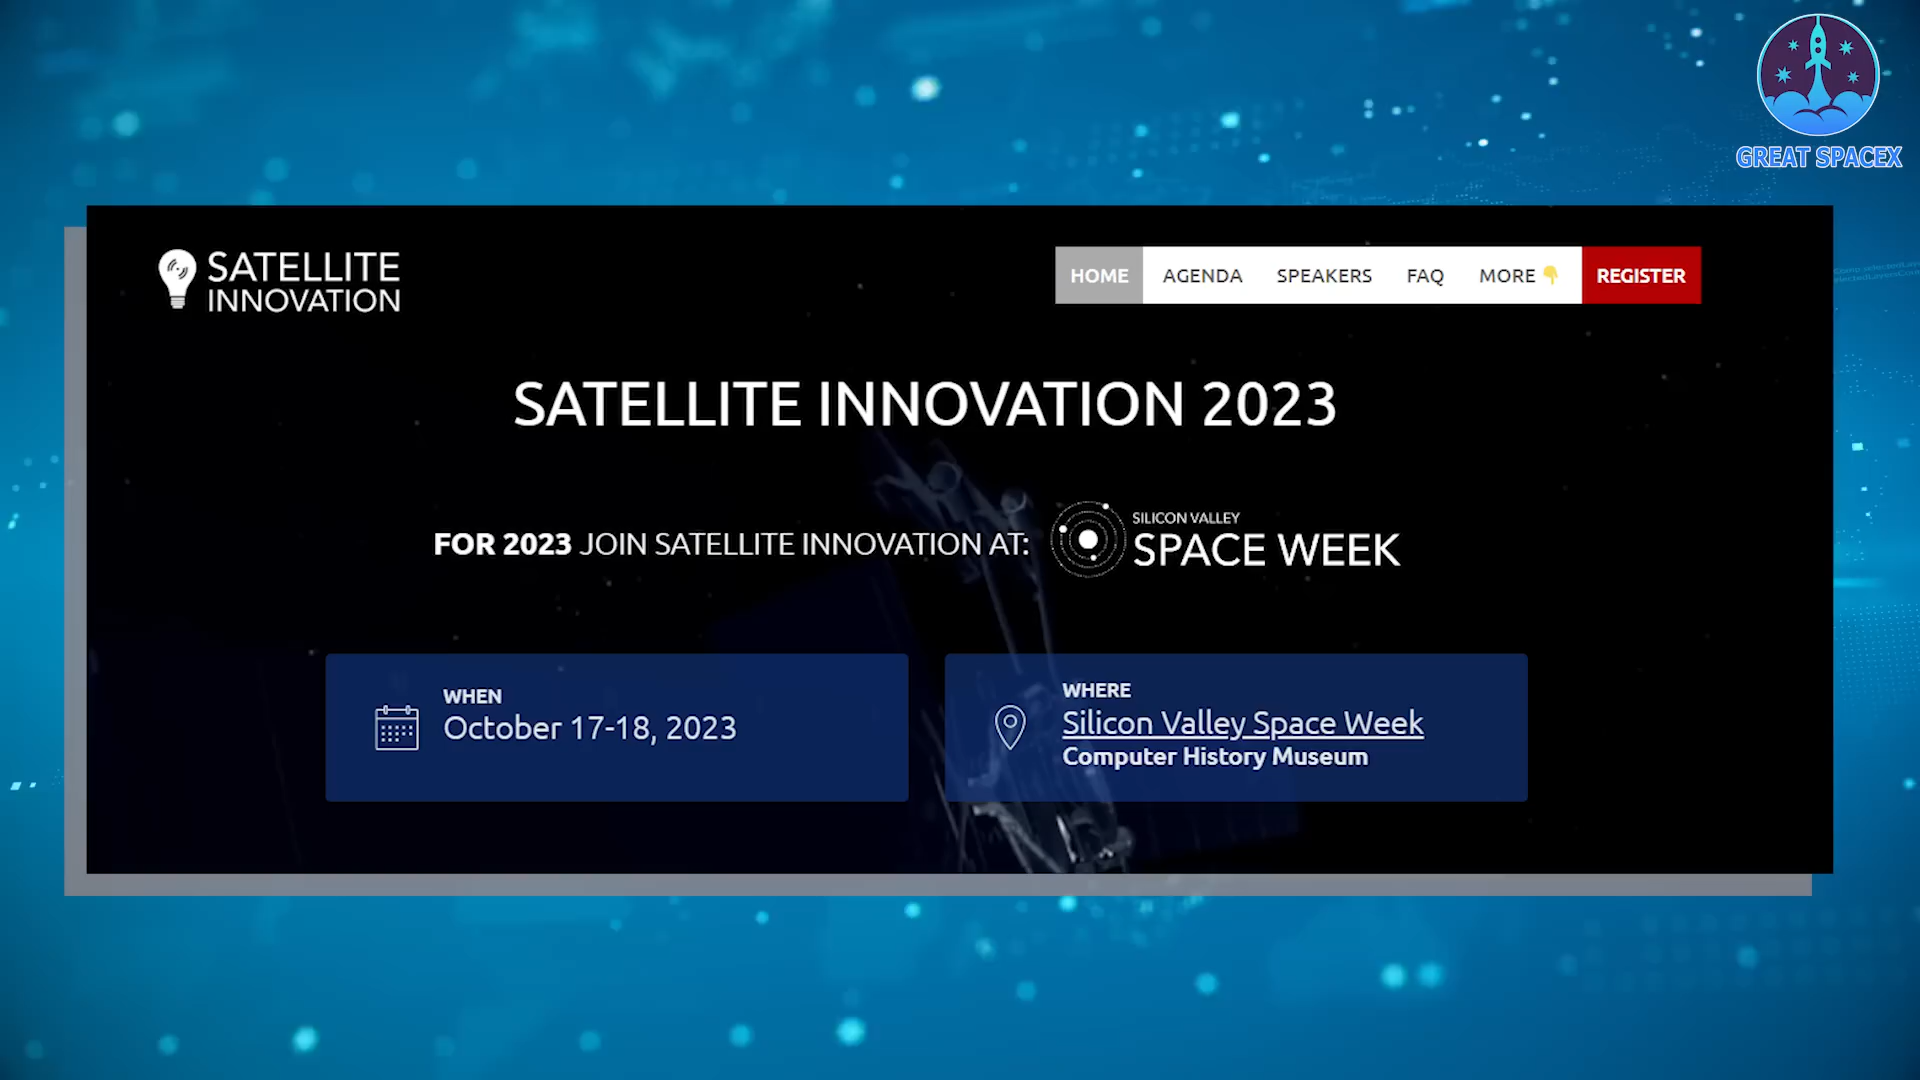 GREAT SPACEX
SATELLITE
INNOVATION
HOME AGENDA SPEAKERS FAQ MORE 👇 REGISTER
SATELLITE INNOVATION 2023
FOR 2023 JOIN SATELLITE INNOVATION AT:
SILICON VALLEY
SPACE WEEK
WHEN
October 17-18, 2023
WHERE
Silicon Valley Space Week
Computer History Museum